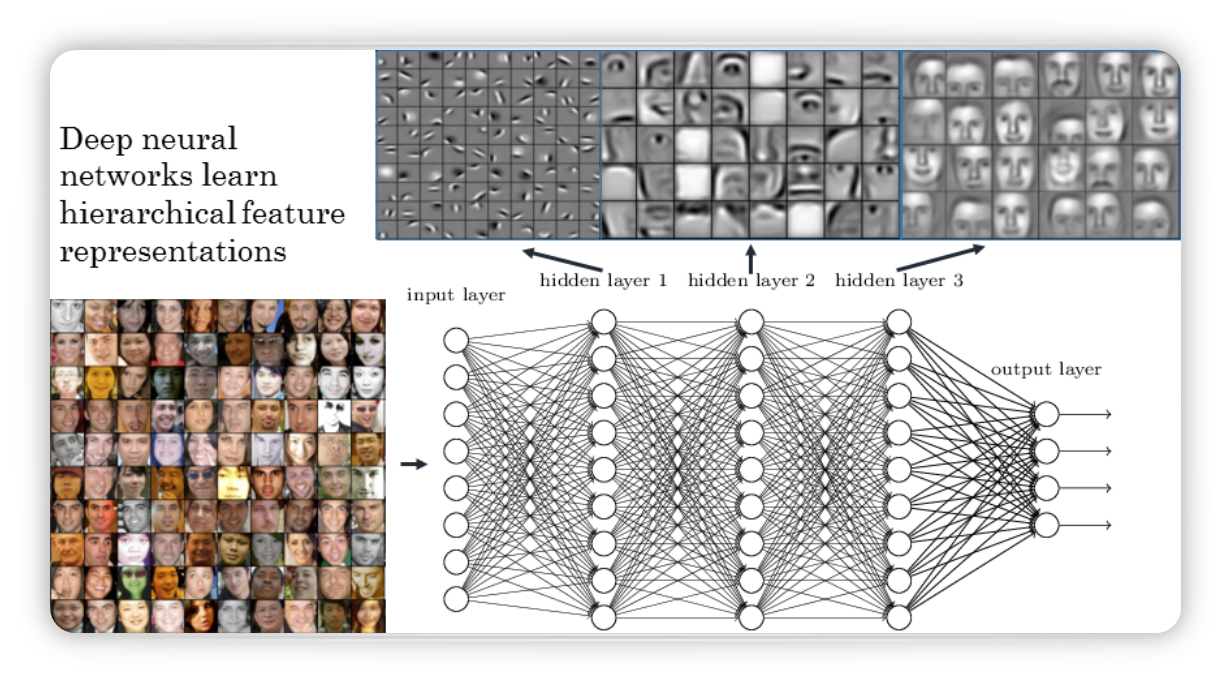 Deep neural
networks learn
hierarchical feature
representations
input layer
hidden layer 1
hidden layer 2
hidden layer 3
output layer